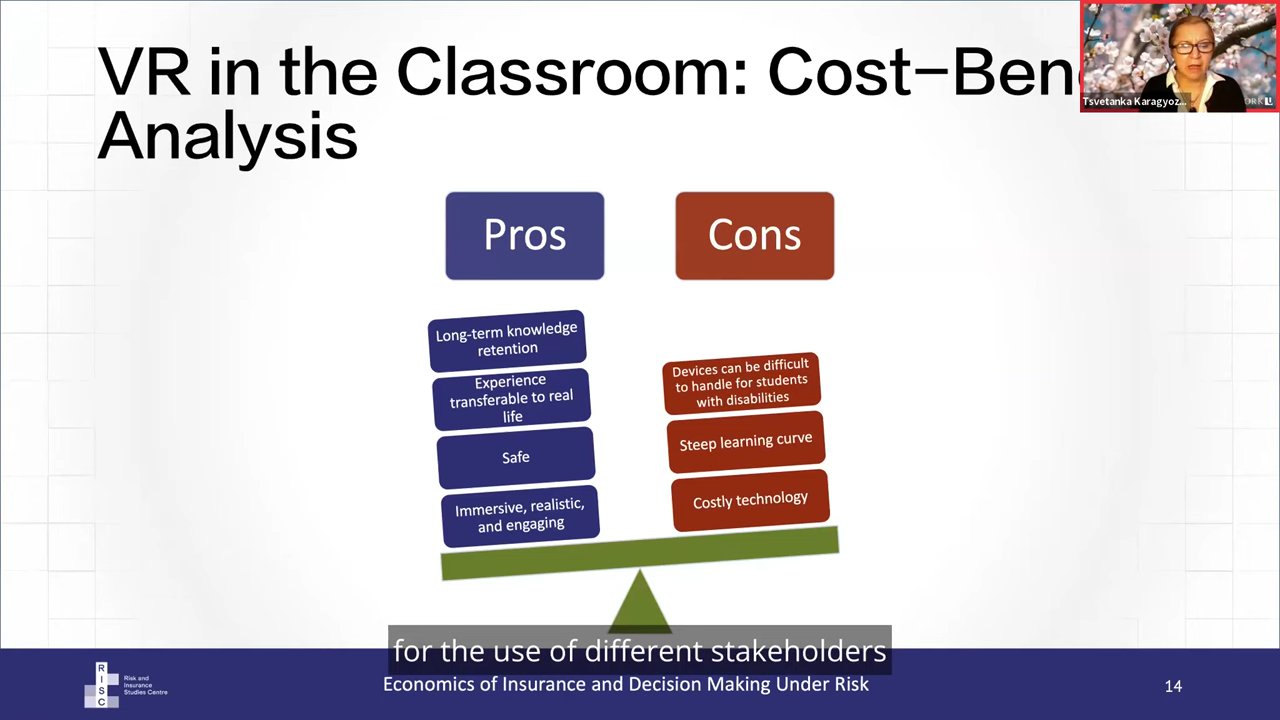 VR in the Classroom: Cost-Ben
Analysis
Tsvetanka Karagyoz...
Pros
Cons
Long-term knowledge
retention
Experience
transferable to real
life
Safe
Immersive, realistic,
and engaging
Devices can be difficult
to handle for students
with disabilities
Steep learning curve
Costly technology
for the use of different stakeholders
RISC
Risk and
Insurance
Studies Centre
Economics of Insurance and Decision Making Under Risk
14